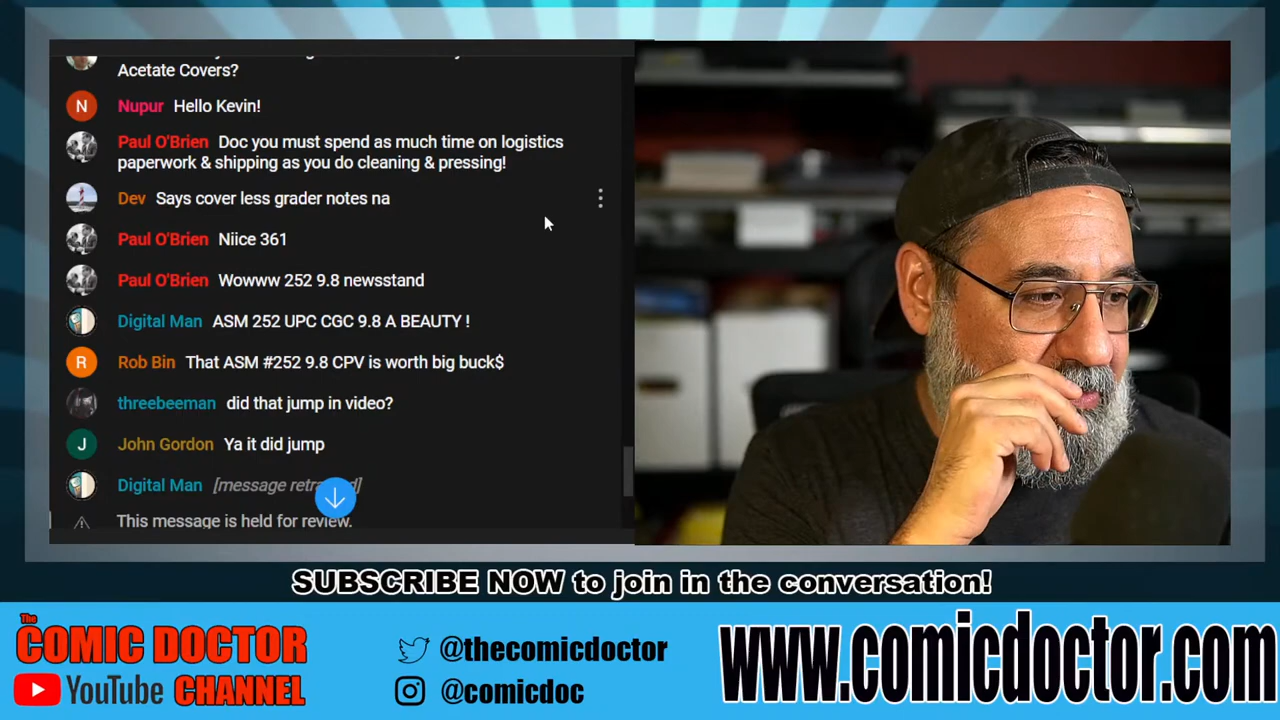 Acetate Covers?
N Nupur Hello Kevin!
Paul O'Brien Doc you must spend as much time on logistics
paperwork & shipping as you do cleaning & pressing!
Dev Says cover less grader notes na
Paul O'Brien Niice 361
Paul O'Brien Wowww 252 9.8 newsstand
Digital Man ASM 252 UPC CGC 9.8 A BEAUTY !
R Rob Bin That ASM #252 9.8 CPV is worth big buck$
threebeeman did that jump in video?
J John Gordon Ya it did jump
Digital Man [message retra ed]
This message is held for review.
SUBSCRIBE NOW to join in the conversation!
The
COMIC DOCTOR
YouTube CHANNEL
@thecomicdoctor
@comicdoc
www.comicdoctor.com